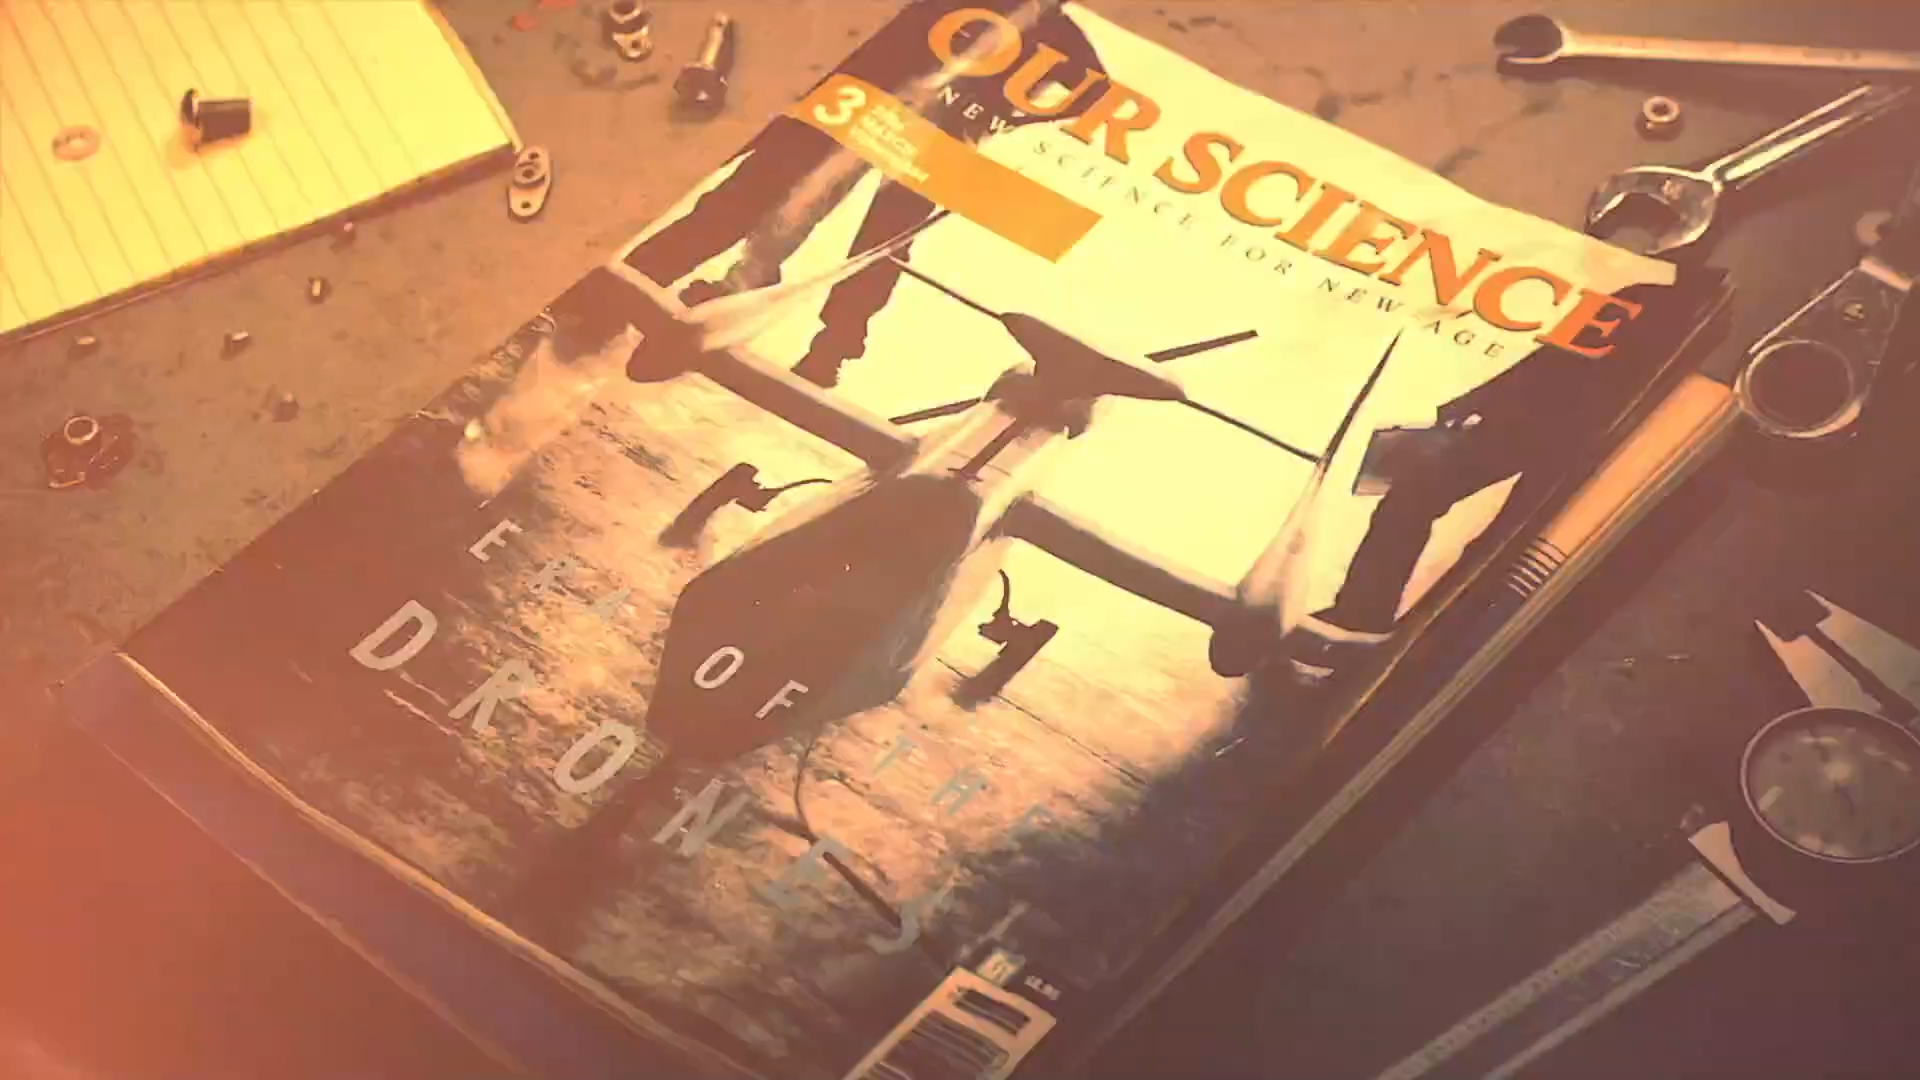 OUR SCIENCE
NEW SCIENCE FOR NEW AGE
3
ERA OF THE
DRONES